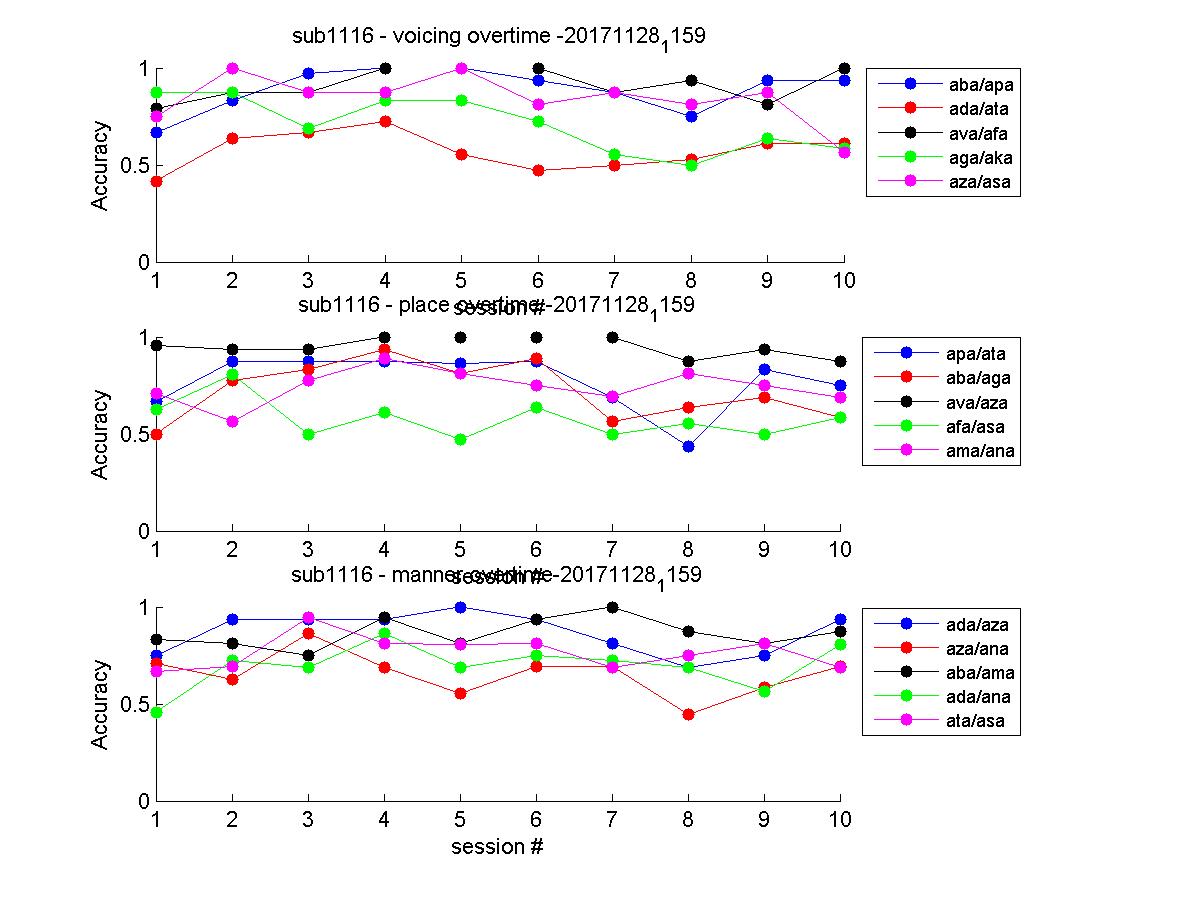 sub1116 - voicing overtime -20171128₁159
1
0.5
0
Accuracy
1 2 3 4 5 6 7 8 9 10
session #
aba/apa
ada/ata
ava/afa
aga/aka
aza/asa
sub1116 - place overtime -20171128₁159
1
0.5
0
Accuracy
1 2 3 4 5 6 7 8 9 10
session #
apa/ata
aba/aga
ava/aza
afa/asa
ama/ana
sub1116 - manner overtime -20171128₁159
1
0.5
0
Accuracy
1 2 3 4 5 6 7 8 9 10
session #
ada/aza
aza/ana
aba/ama
ada/ana
ata/asa